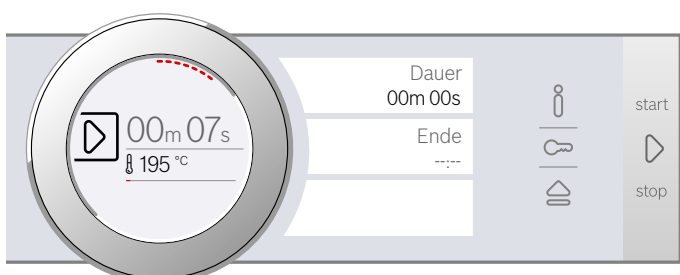 00m 07s
195 °C
Dauer
00m 00s
Ende
--:--
start
stop